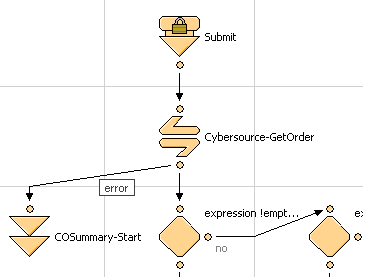 Submit
Cybersource-GetOrder
error
expression !empt...
COSummary-Start
no